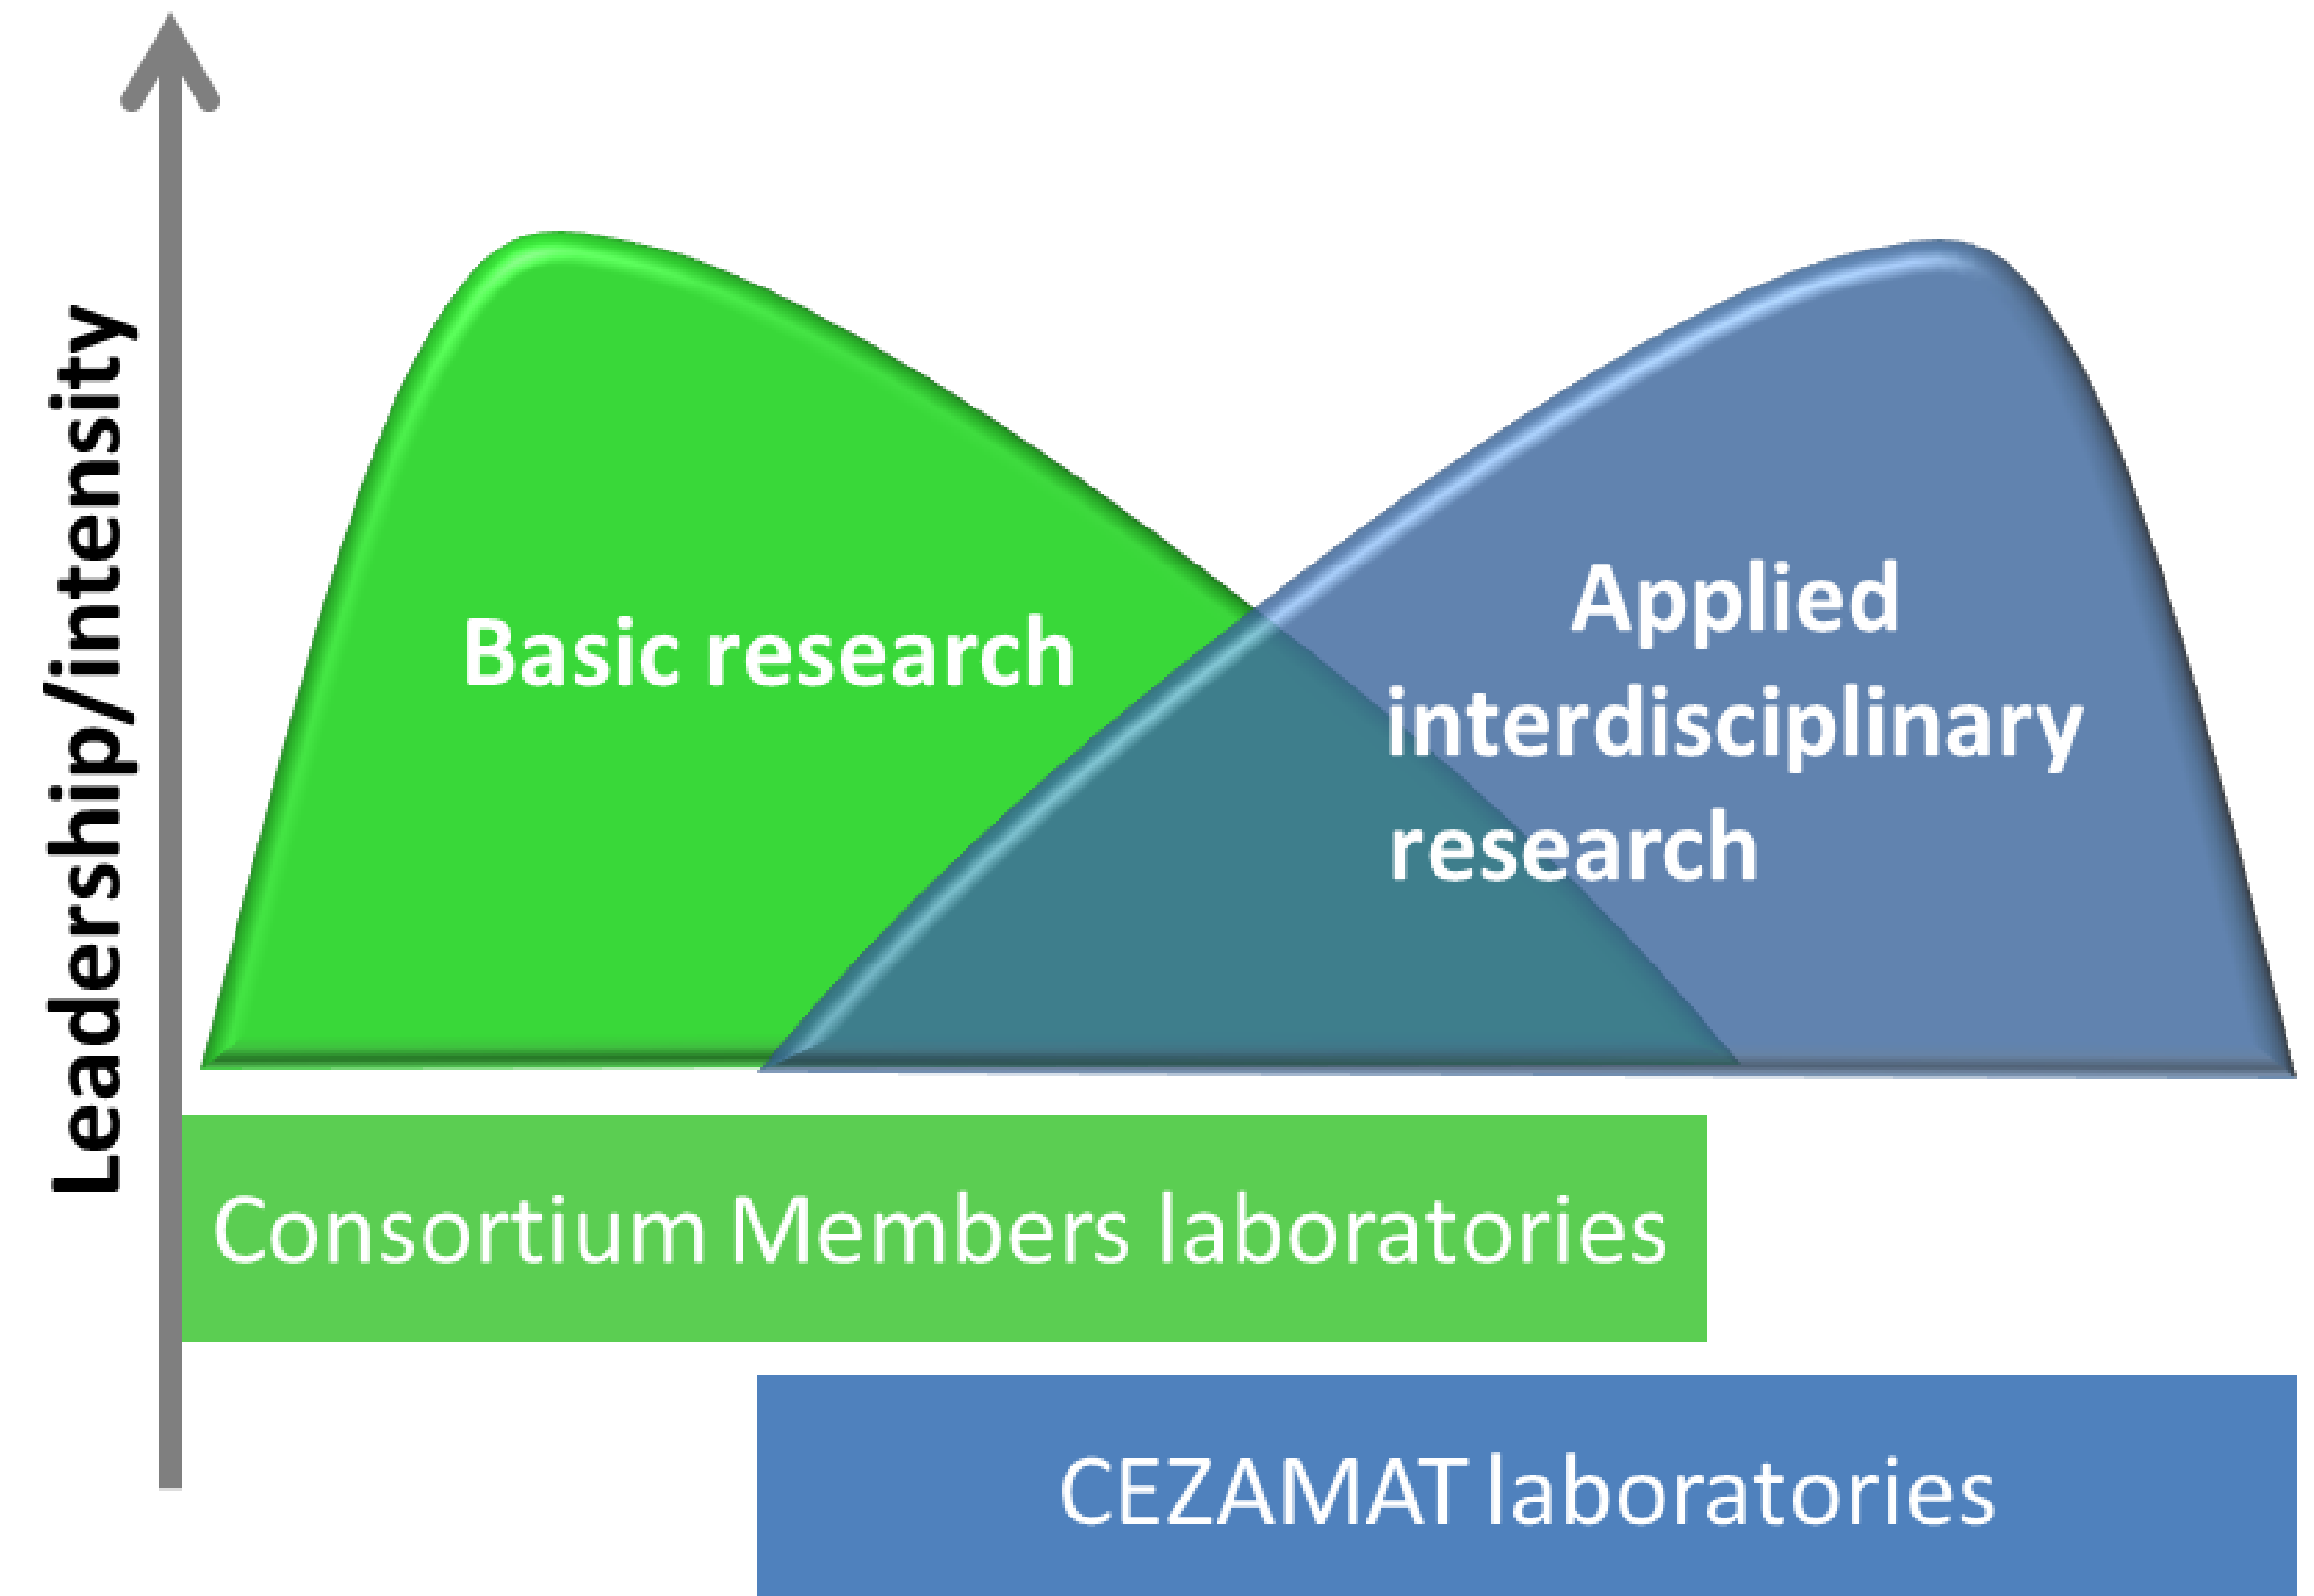 Leadership/intensity
Basic research
Applied
interdisciplinary
research
Consortium Members laboratories
CEZAMAT laboratories